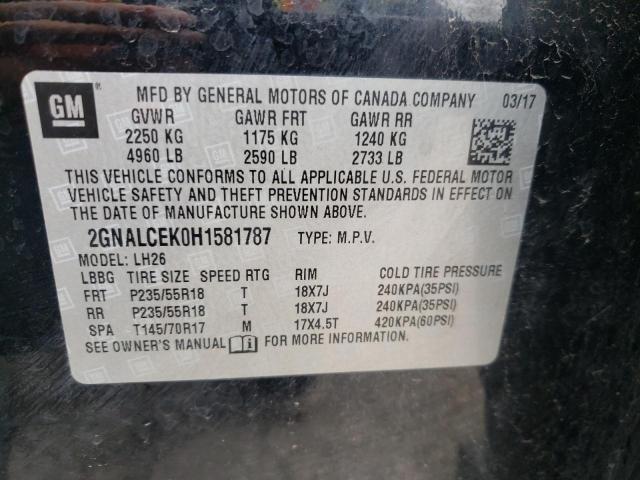 GM
MFD BY GENERAL MOTORS OF CANADA COMPANY 03/17
GVWR GAWR FRT GAWR RR
2250 KG 1175 KG 1240 KG
4960 LB 2590 LB 2733 LB
THIS VEHICLE CONFORMS TO ALL APPLICABLE U.S. FEDERAL MOTOR
VEHICLE SAFETY AND THEFT PREVENTION STANDARDS IN EFFECT ON
THE DATE OF MANUFACTURE SHOWN ABOVE.
2GNALCEK0H1581787 TYPE: M.P.V.
MODEL: LH26
LBBG TIRE SIZE SPEED RTG RIM COLD TIRE PRESSURE
FRT P235/55R18 T 18X7J 240KPA(35PSI)
RR P235/55R18 T 18X7J 240KPA(35PSI)
SPA T145/70R17 M 17X4.5T 420KPA(60PSI)
SEE OWNER'S MANUAL FOR MORE INFORMATION.